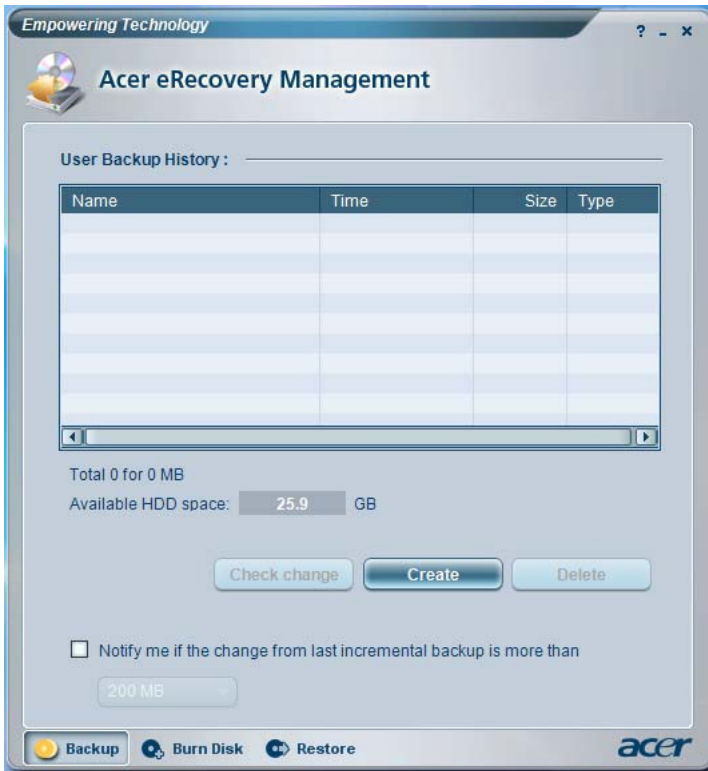 Empowering Technology
? - x
Acer eRecovery Management
User Backup History :
Name Time Size Type
Total 0 for 0 MB
Available HDD space: 25.9 GB
Check change Create Delete
Notify me if the change from last incremental backup is more than
200 MB
Backup Burn Disk Restore acer